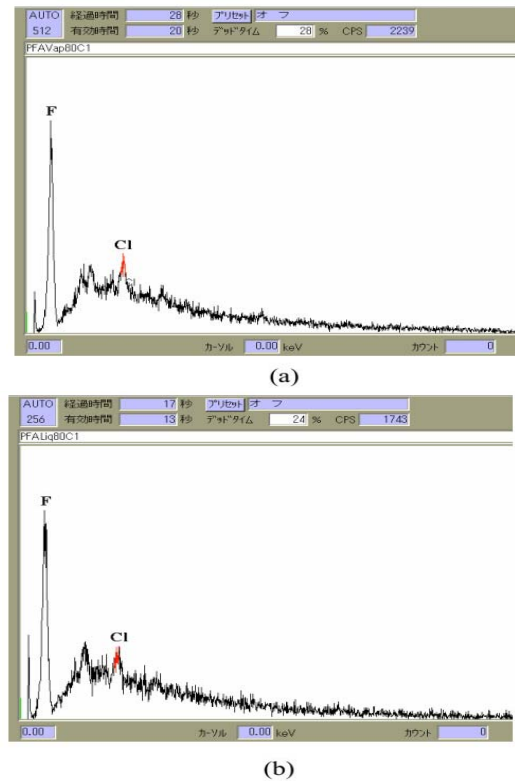 AUTO 経過時間 28 秒 プリセット オ フ
512 有効時間 20 秒 デッドタイム 28 % CPS 2239
PFAVap80C1
F
Cl
Cl
0.00 カーソル 0.00 keV カウント 0
(a)
AUTO 経過時間 17 秒 プリセット オ フ
256 有効時間 13 秒 デッドタイム 24 % CPS 1743
PFALiq80C1
F
Cl
0.00 カーソル 0.00 keV カウント 0
(b)